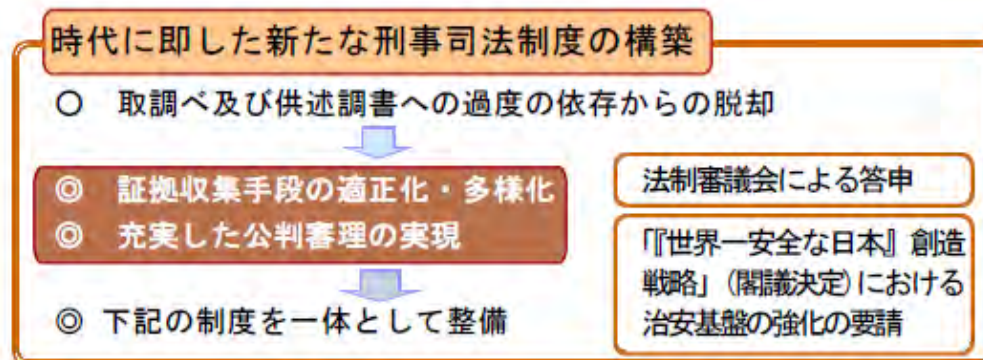 時代に即した新たな刑事司法制度の構築
○ 取調べ及び供述調書への過度の依存からの脱却
◎ 証拠収集手段の適正化・多様化
◎ 充実した公判審理の実現
◎ 下記の制度を一体として整備
法制審議会による答申
「『世界一安全な日本』創造
戦略」(閣議決定)における
治安基盤の強化の要請